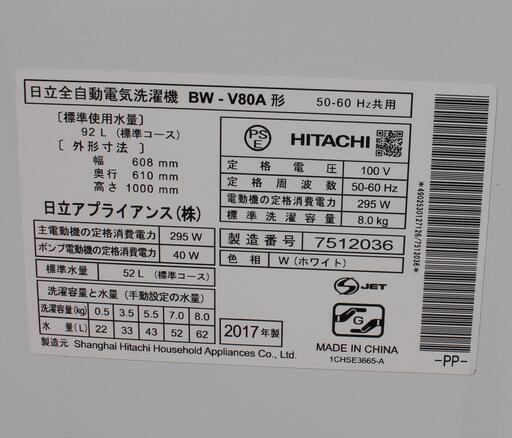 日立全自動電気洗濯機 BW-V80A 形 50-60 Hz共用
[標準使用水量]
92 L (標準コース)
[外形寸法]
幅 608 mm
奥行 610 mm
高さ 1000 mm
日立アプライアンス(株)
PSE HITACHI
定格電圧 100 V
定格周波数 50-60 Hz
電動機の定格消費電力 295 W
標準洗濯容量 8.0 kg
主電動機の定格消費電力 295 W
ポンプ電動機の定格消費電力 40 W
製造番号 7512036
標準水量 52 L (標準コース)
色相 W (ホワイト)
洗濯容量と水量 (手動設定の水量)
洗濯容量(kg) 0.5 3.5 5.5 7.0 8.0
水量(L) 22 33 43 52 62
2017年製
S JET
G
MADE IN CHINA
1CHSE3665-A
製造元 Shanghai Hitachi Household Appliances Co., Ltd.
*4902530127126/7512036*
-PP-